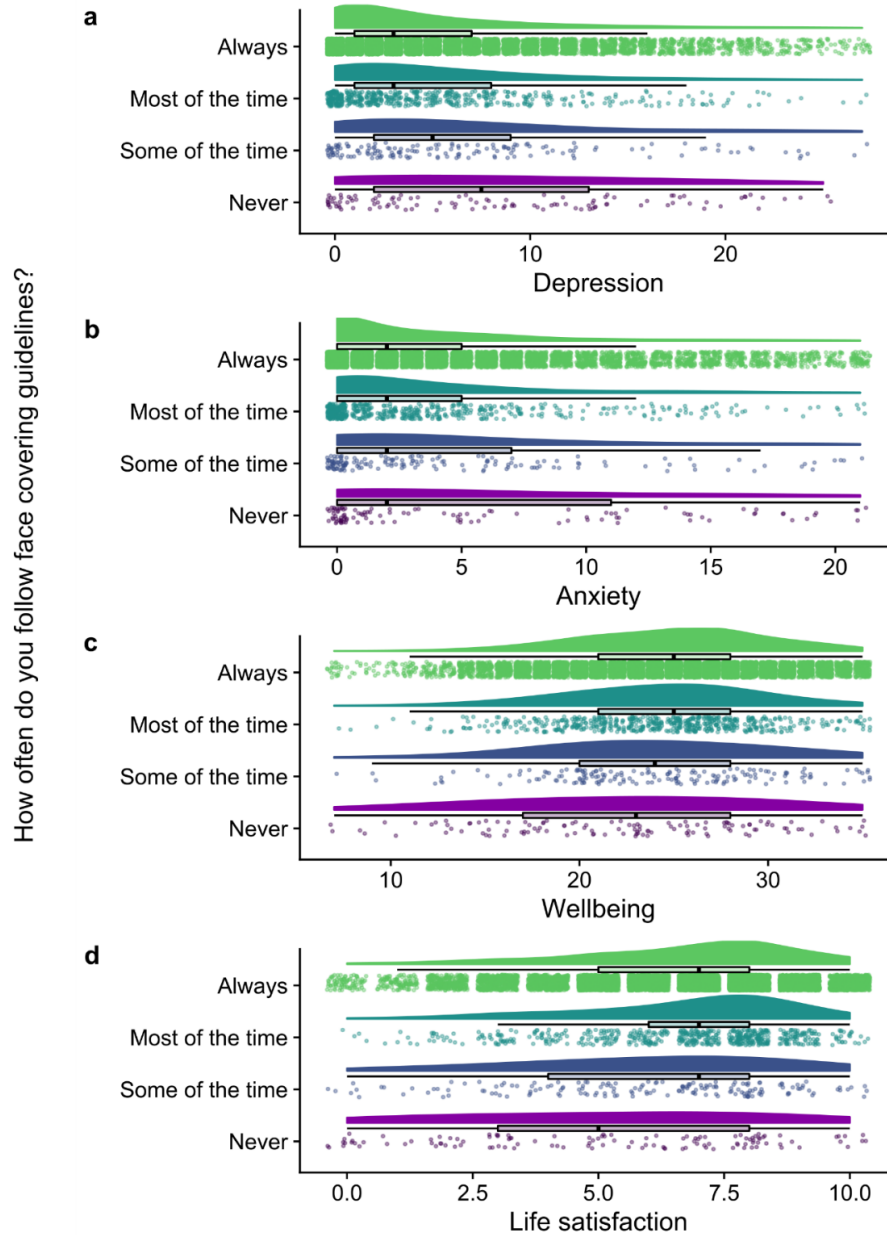 How often do you follow face covering guidelines?
a
Always
Most of the time
Some of the time
Never
0 10 20
Depression
b
Always
Most of the time
Some of the time
Never
0 5 10 15 20
Anxiety
c
Always
Most of the time
Some of the time
Never
10 20 30
Wellbeing
d
Always
Most of the time
Some of the time
Never
0.0 2.5 5.0 7.5 10.0
Life satisfaction